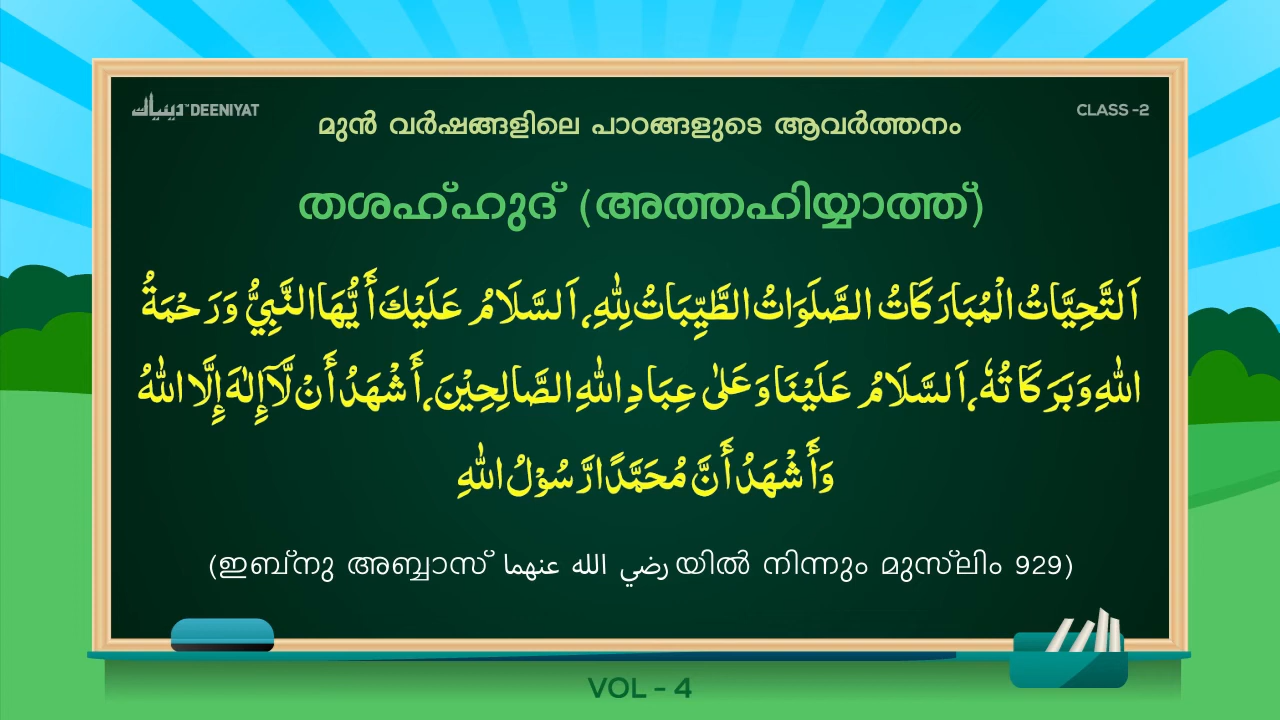 دينيات™ DEENIYAT
CLASS -2
മുൻ വർഷങ്ങളിലെ പാഠങ്ങളുടെ ആവർത്തനം
തശഹ്ഹുദ് (അത്തഹിയ്യാത്ത്)
اَلتَّحِيَّاتُ الْمُبَارَكَاتُ الصَّلَوَاتُ الطَّيِّبَاتُ لِلّٰهِ، اَلسَّلَامُ عَلَيْكَ أَيُّهَا النَّبِيُّ وَرَحْمَةُ
اللّٰهِ وَبَرَكَاتُهٗ، اَلسَّلَامُ عَلَيْنَا وَعَلٰى عِبَادِ اللّٰهِ الصَّالِحِيْنَ، أَشْهَدُ أَنْ لَّآ إِلٰهَ إِلَّا اللّٰهُ
وَأَشْهَدُ أَنَّ مُحَمَّدًا رَّسُوْلُ اللّٰهِ
(ഇബ്നു അബ്ബാസ് رضي الله عنهما യിൽ നിന്നും മുസ്‌ലിം 929)
VOL - 4